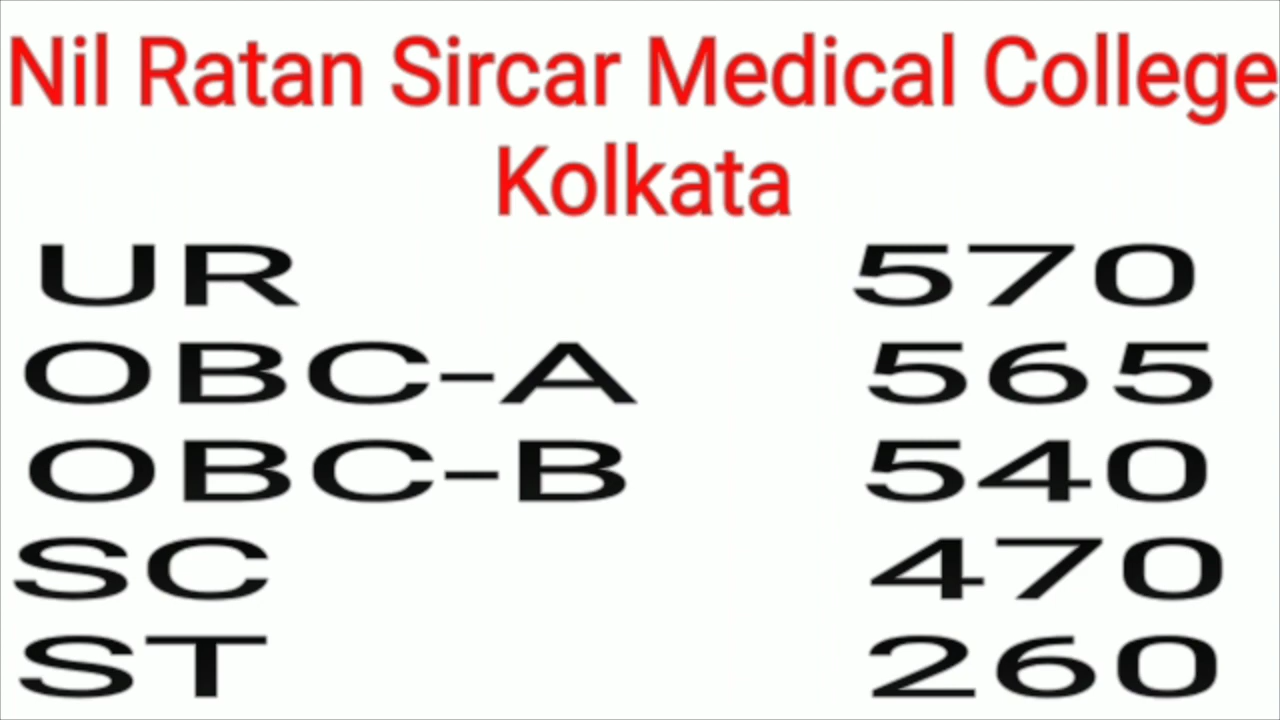 Nil Ratan Sircar Medical College
Kolkata
UR 570
OBC-A 565
OBC-B 540
SC 470
ST 260